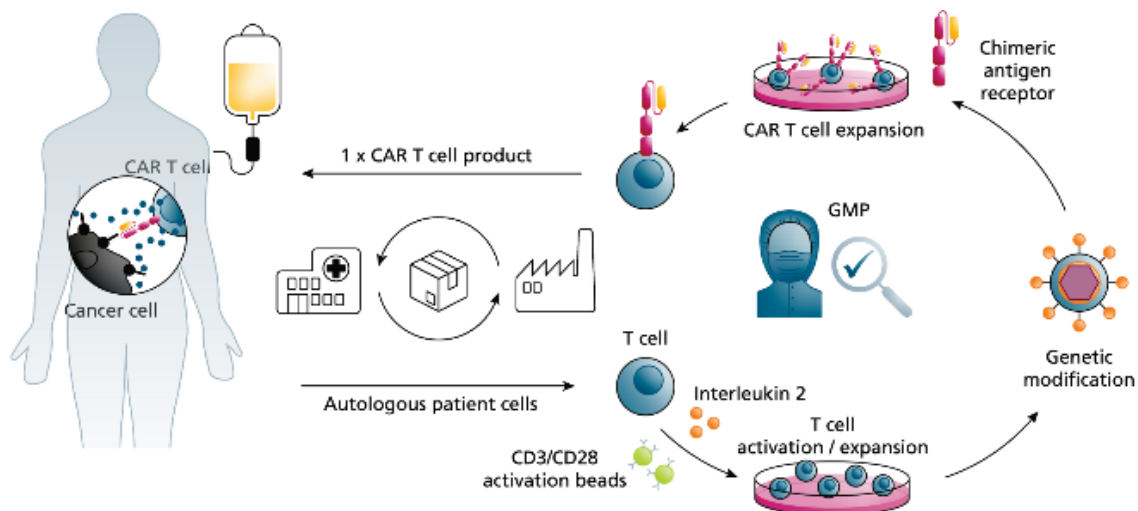 Chimeric
antigen
receptor
CAR T cell expansion
1 x CAR T cell product
CAR T cell
GMP
Cancer cell
T cell
Genetic
modification
Autologous patient cells
Interleukin 2
T cell
activation / expansion
CD3/CD28
activation beads